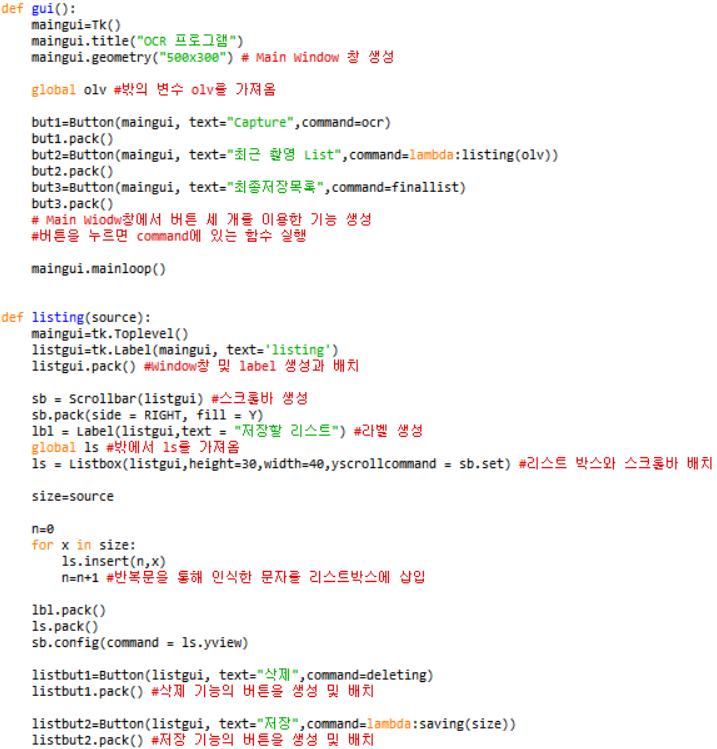 def gui():
    maingui=Tk()
    maingui.title("OCR 프로그램")
    maingui.geometry("500x300") # Main Window 창 생성

    global olv #밖의 변수 olv를 가져옴

    but1=Button(maingui, text="Capture",command=ocr)
    but1.pack()
    but2=Button(maingui, text="최근 촬영 List",command=lambda:listing(olv))
    but2.pack()
    but3=Button(maingui, text="최종저장목록",command=finallist)
    but3.pack()
    # Main Wiodw창에서 버튼 세 개를 이용한 기능 생성
    #버튼을 누르면 command에 있는 함수 실행

    maingui.mainloop()


def listing(source):
    maingui=tk.Toplevel()
    listgui=tk.Label(maingui, text='listing')
    listgui.pack() #Window창 및 label 생성과 배치

    sb = Scrollbar(listgui) #스크롤바 생성
    sb.pack(side = RIGHT, fill = Y)
    lbl = Label(listgui,text = "저장할 리스트") #라벨 생성
    global ls #밖에서 ls를 가져옴
    ls = Listbox(listgui,height=30,width=40,yscrollcommand = sb.set) #리스트 박스와 스크롤바 배치

    size=source

    n=0
    for x in size:
        ls.insert(n,x)
        n=n+1 #반복문을 통해 인식한 문자를 리스트박스에 삽입

    lbl.pack()
    ls.pack()
    sb.config(command = ls.yview)

    listbut1=Button(listgui, text="삭제",command=deleting)
    listbut1.pack() #삭제 기능의 버튼을 생성 및 배치

    listbut2=Button(listgui, text="저장",command=lambda:saving(size))
    listbut2.pack() #저장 기능의 버튼을 생성 및 배치